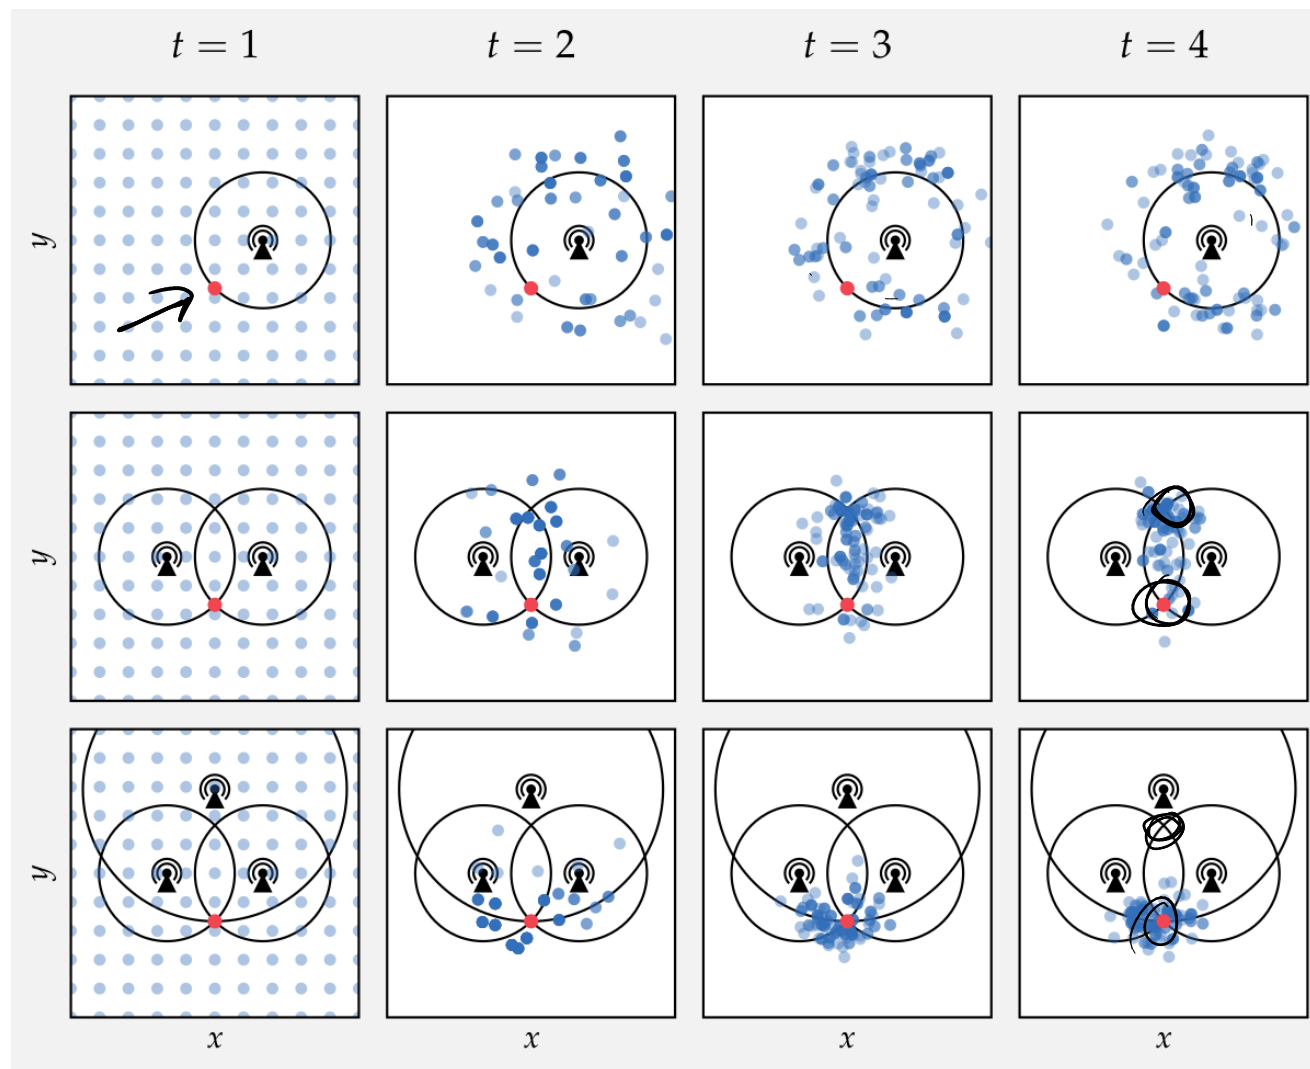 t = 1 t = 2 t = 3 t = 4
y
y
y
x x x x